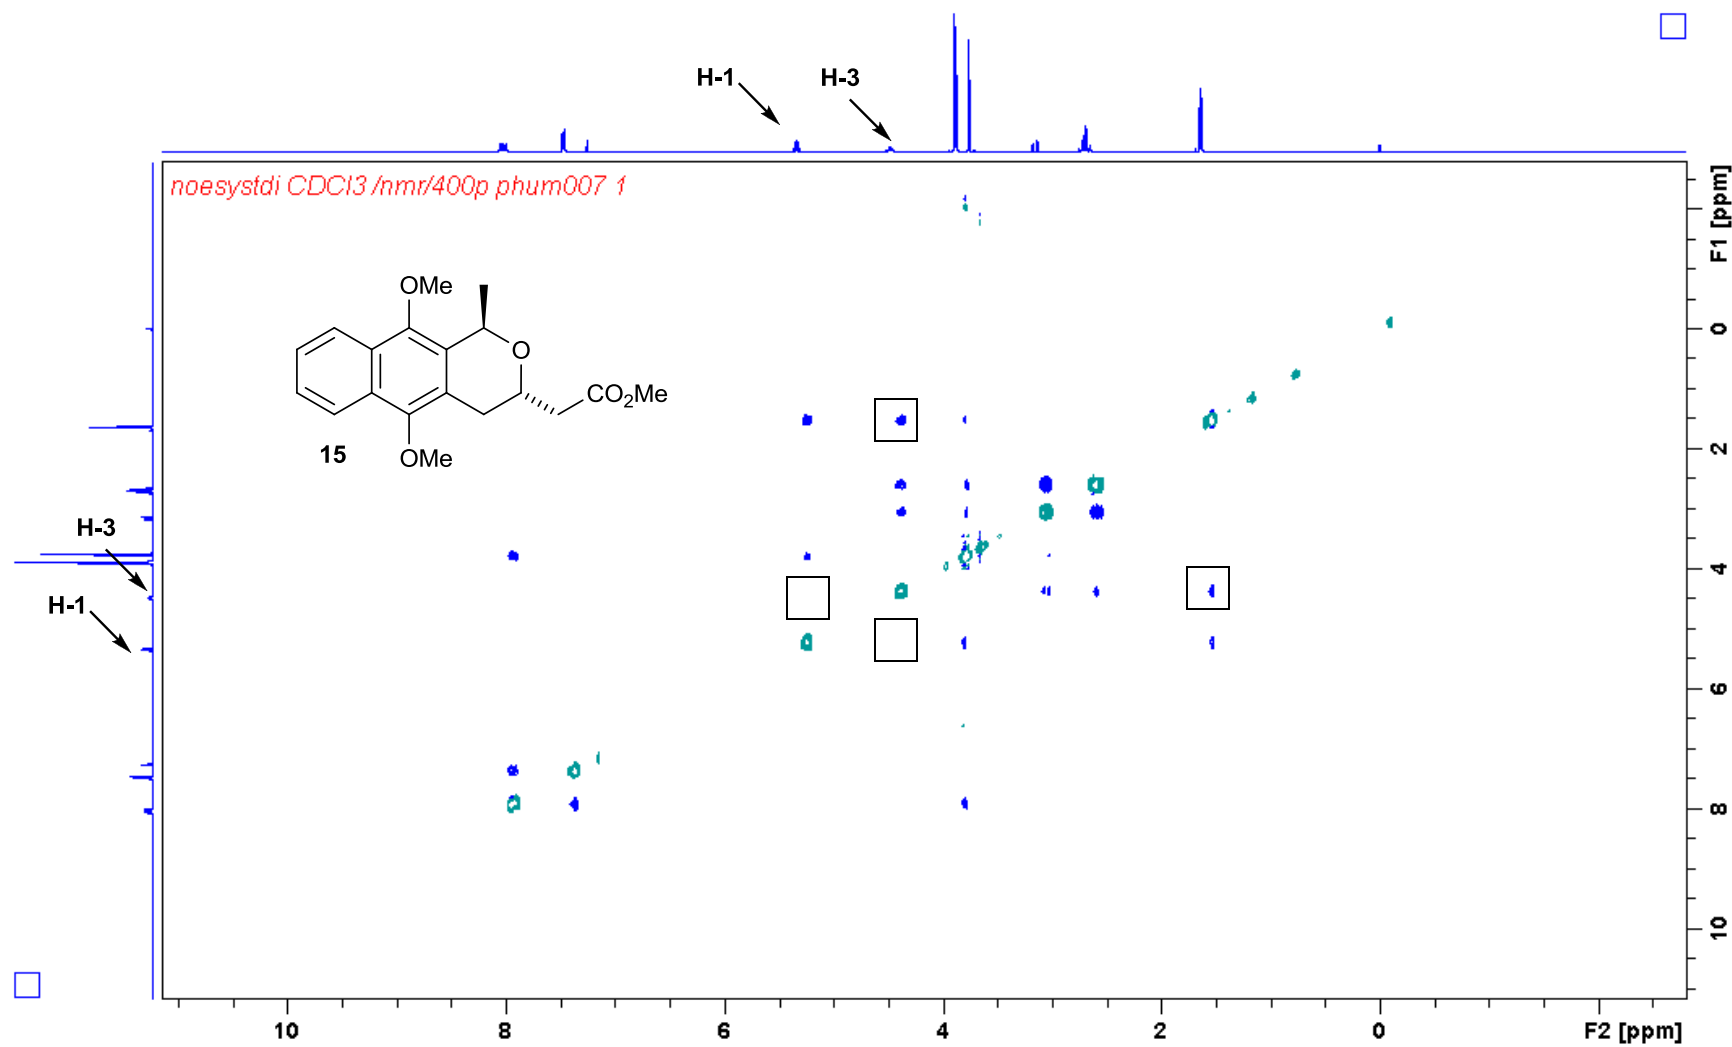 H-1
H-3
noesystdi CDCl3 /nmr/400p phum007 1
OMe
O
CO2Me
15
OMe
H-3
H-1
F1 [ppm]
0
2
4
6
8
10
10
8
6
4
2
0
F2 [ppm]